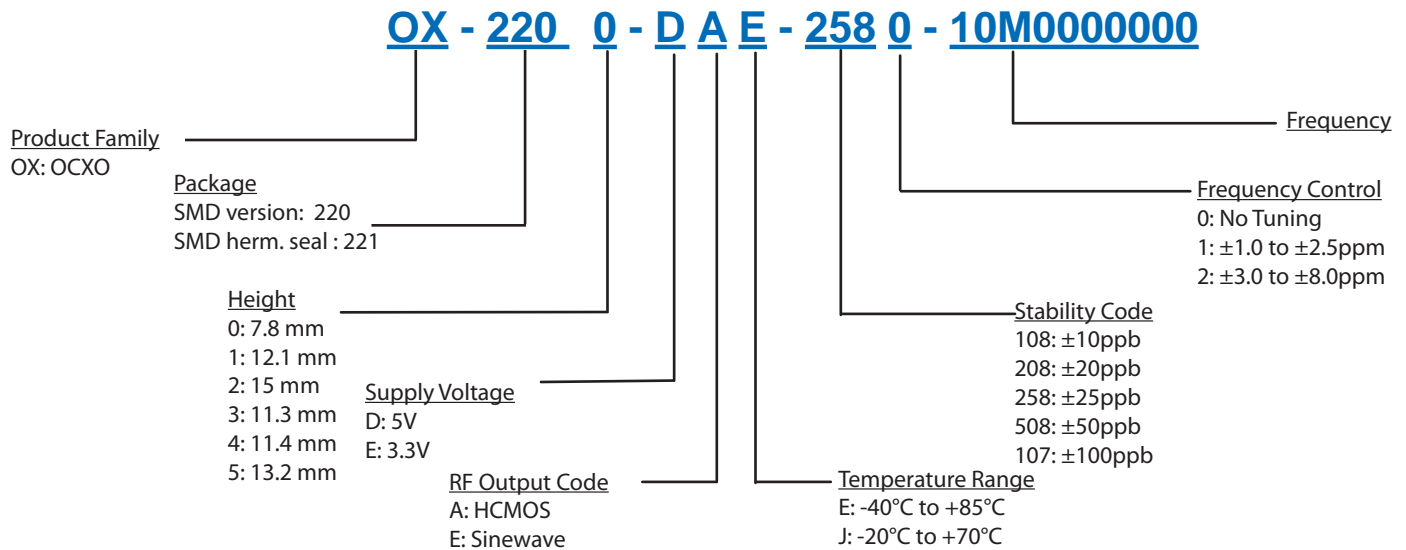 OX - 220 0 - D A E - 258 0 - 10M0000000
Product Family
OX: OCXO
Package
SMD version: 220
SMD herm. seal : 221
Height
0: 7.8 mm
1: 12.1 mm
2: 15 mm
3: 11.3 mm
4: 11.4 mm
5: 13.2 mm
Supply Voltage
D: 5V
E: 3.3V
RF Output Code
A: HCMOS
E: Sinewave
Temperature Range
E: -40°C to +85°C
J: -20°C to +70°C
Stability Code
108: ±10ppb
208: ±20ppb
258: ±25ppb
508: ±50ppb
107: ±100ppb
Frequency Control
0: No Tuning
1: ±1.0 to ±2.5ppm
2: ±3.0 to ±8.0ppm
Frequency